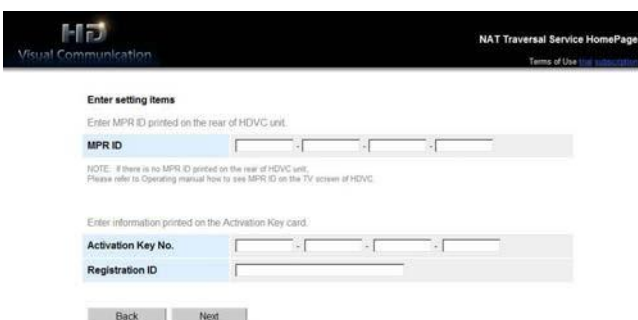 HD
Visual Communication
NAT Traversal Service HomePage
Terms of Use trial subscription
Enter setting items
Enter MPR ID printed on the rear of HDVC unit.
MPR ID - - -
NOTE: If there is no MPR ID printed on the rear of HDVC unit,
Please refer to Operating manual how to see MPR ID on the TV screen of HDVC.
Enter information printed on the Activation Key card.
Activation Key No. - - -
Registration ID
Back Next